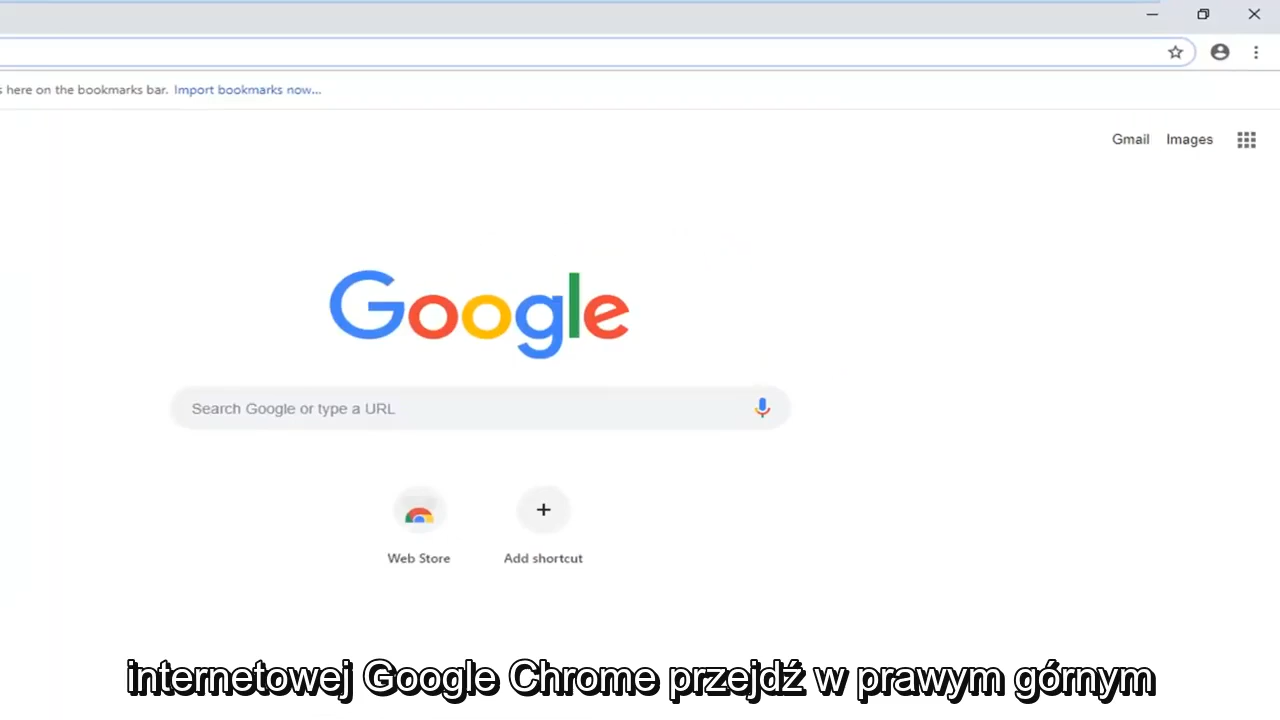 s here on the bookmarks bar. Import bookmarks now...
Gmail Images
Google
Search Google or type a URL
Web Store Add shortcut
internetowej Google Chrome przejdź w prawym górnym